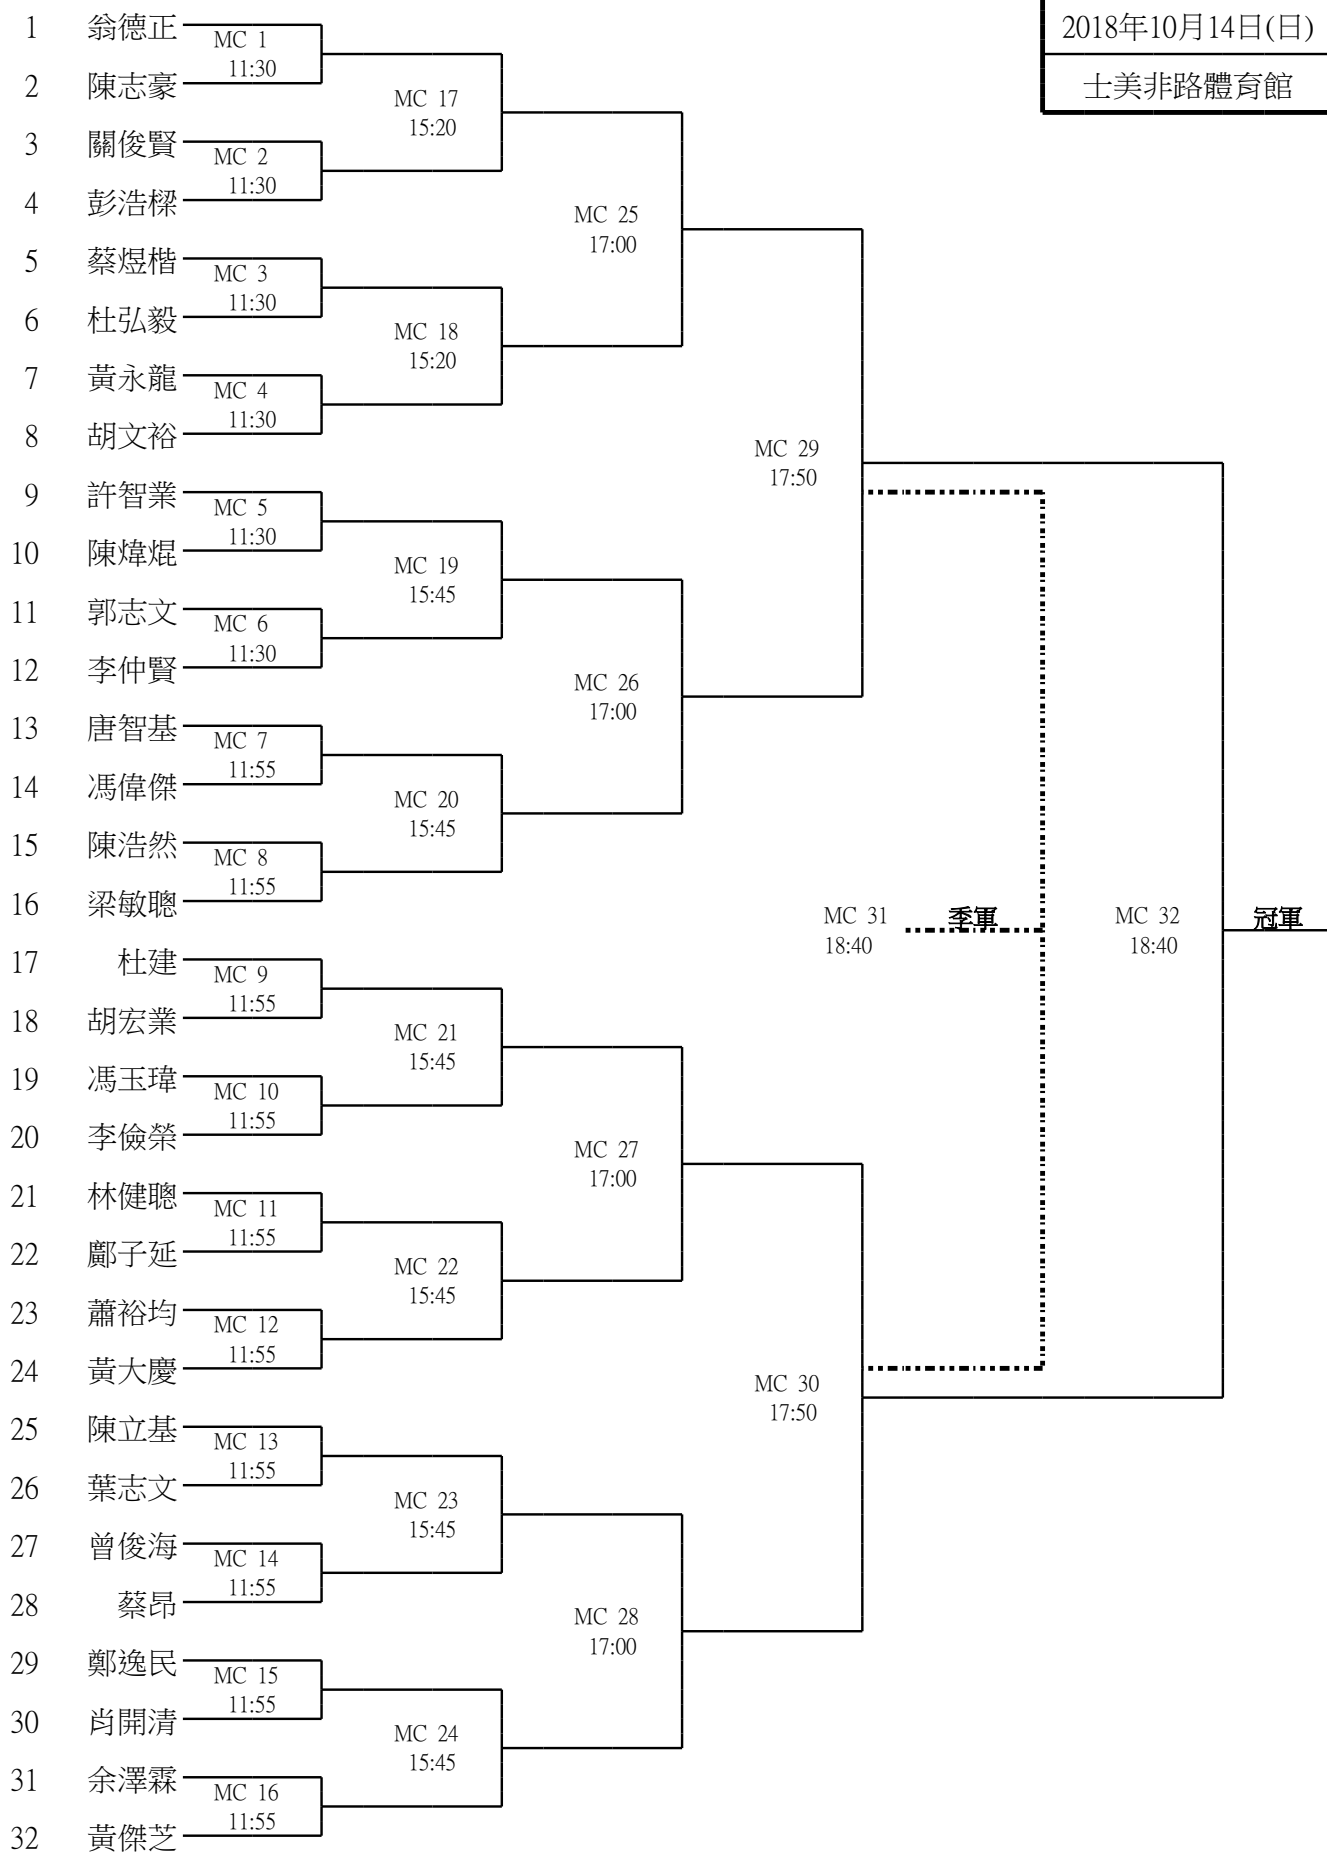 2018年10月14日(日)
士美非路體育館
1 翁德正
MC 1
11:30
2 陳志豪
MC 17
15:20
3 關俊賢
MC 2
11:30
4 彭浩樑
MC 25
17:00
5 蔡煜楷
MC 3
11:30
6 杜弘毅
MC 18
15:20
7 黃永龍
MC 4
11:30
8 胡文裕
MC 29
17:50
9 許智業
MC 5
11:30
10 陳煒焜
MC 19
15:45
11 郭志文
MC 6
11:30
12 李仲賢
MC 26
17:00
13 唐智基
MC 7
11:55
14 馮偉傑
MC 20
15:45
15 陳浩然
MC 8
11:55
16 梁敏聰
MC 31 季軍 MC 32 冠軍
18:40 18:40
17 杜建
MC 9
11:55
18 胡宏業
MC 21
15:45
19 馮玉瑋
MC 10
11:55
20 李儉榮
MC 27
17:00
21 林健聰
MC 11
11:55
22 鄺子延
MC 22
15:45
23 蕭裕均
MC 12
11:55
24 黃大慶
MC 30
17:50
25 陳立基
MC 13
11:55
26 葉志文
MC 23
15:45
27 曾俊海
MC 14
11:55
28 蔡昂
MC 28
17:00
29 鄭逸民
MC 15
11:55
30 肖開清
MC 24
15:45
31 余澤霖
MC 16
11:55
32 黃傑芝